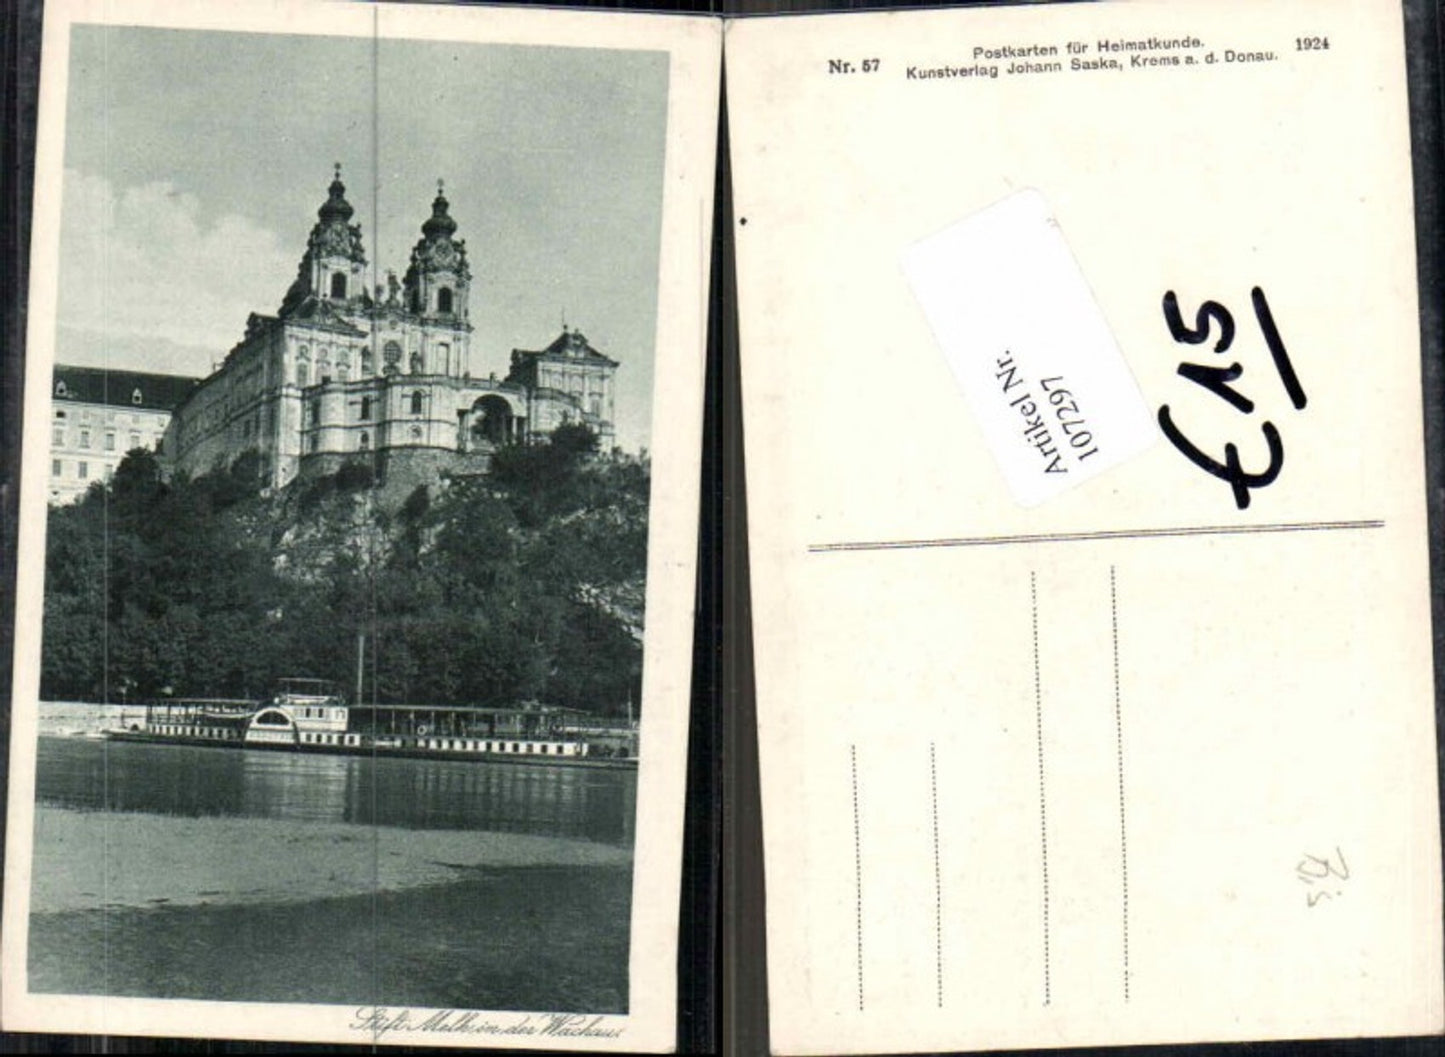 Stift Melk in der Wachau.
Nr. 57
Postkarten für Heimatkunde.
Kunstverlag Johann Saska, Krems a. d. Donau.
1924
Artikel Nr.
107297
€ 15